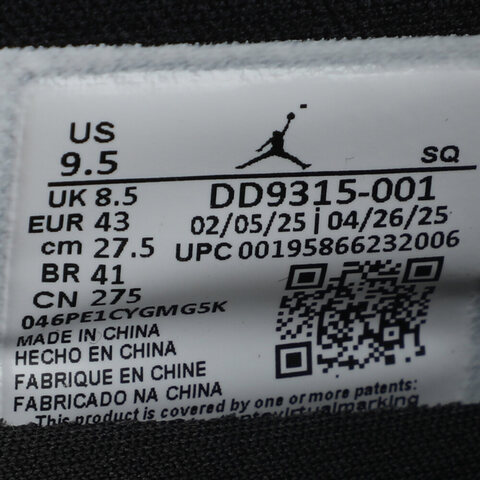 US
9.5
SQ
UK 8.5
EUR 43
cm 27.5
BR 41
CN 275
DD9315-001
02/05/25 | 04/26/25
UPC 00195866232006
046PE1CYGMG5K
MADE IN CHINA
HECHO EN CHINA
FABRIQUE EN CHINE
FABRICADO NA CHINA
This product is covered by one or more
virtualmarking